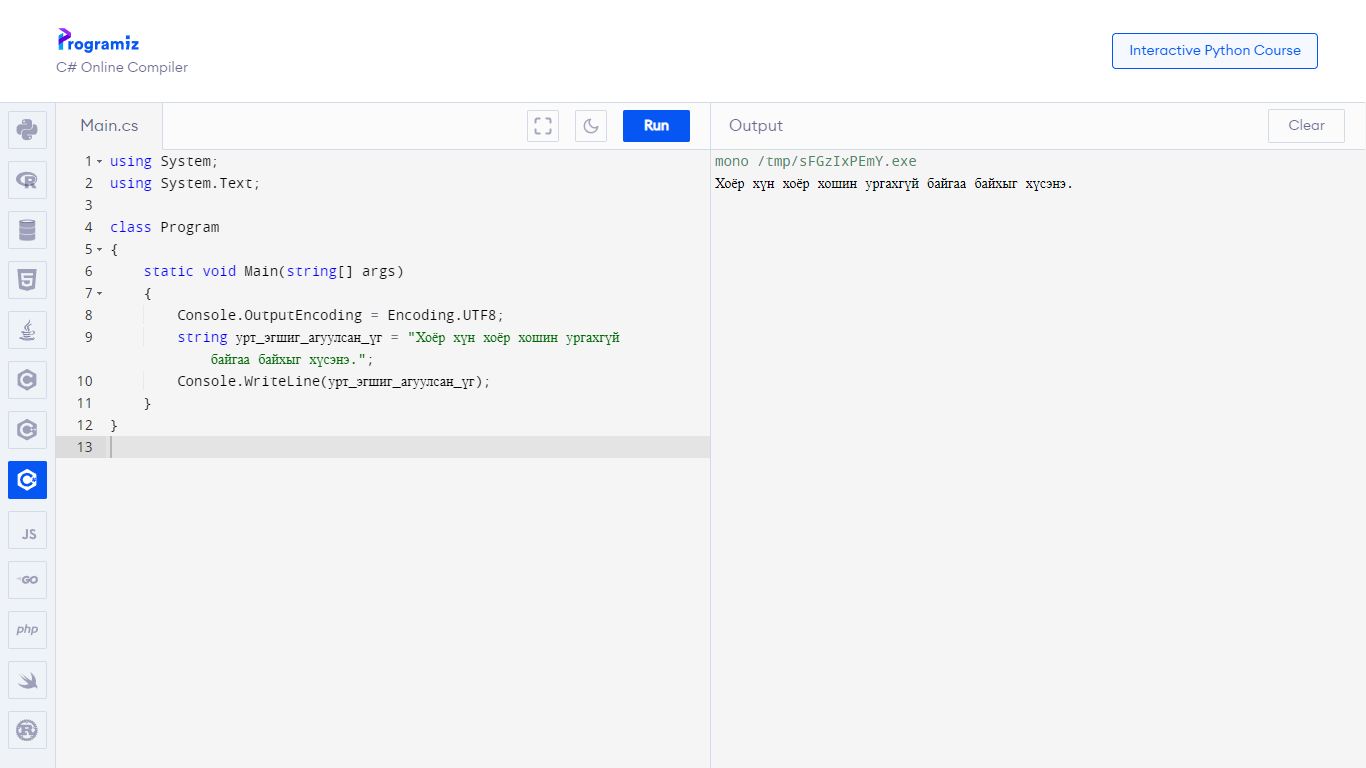 Programiz
C# Online Compiler
Interactive Python Course
Main.cs
Run
Output
Clear
1 using System;
2 using System.Text;
3
4 class Program
5 {
6 static void Main(string[] args)
7 {
8 Console.OutputEncoding = Encoding.UTF8;
9 string урт_эгшиг_агуулсан_үг = "Хоёр хүн хоёр хошин ургахгүй
байгаа байхыг хүсэнэ.";
10 Console.WriteLine(урт_эгшиг_агуулсан_үг);
11 }
12 }
13
mono /tmp/sFGzIxPEmY.exe
Хоёр хүн хоёр хошин ургахгүй байгаа байхыг хүсэнэ.
JS
GO
php